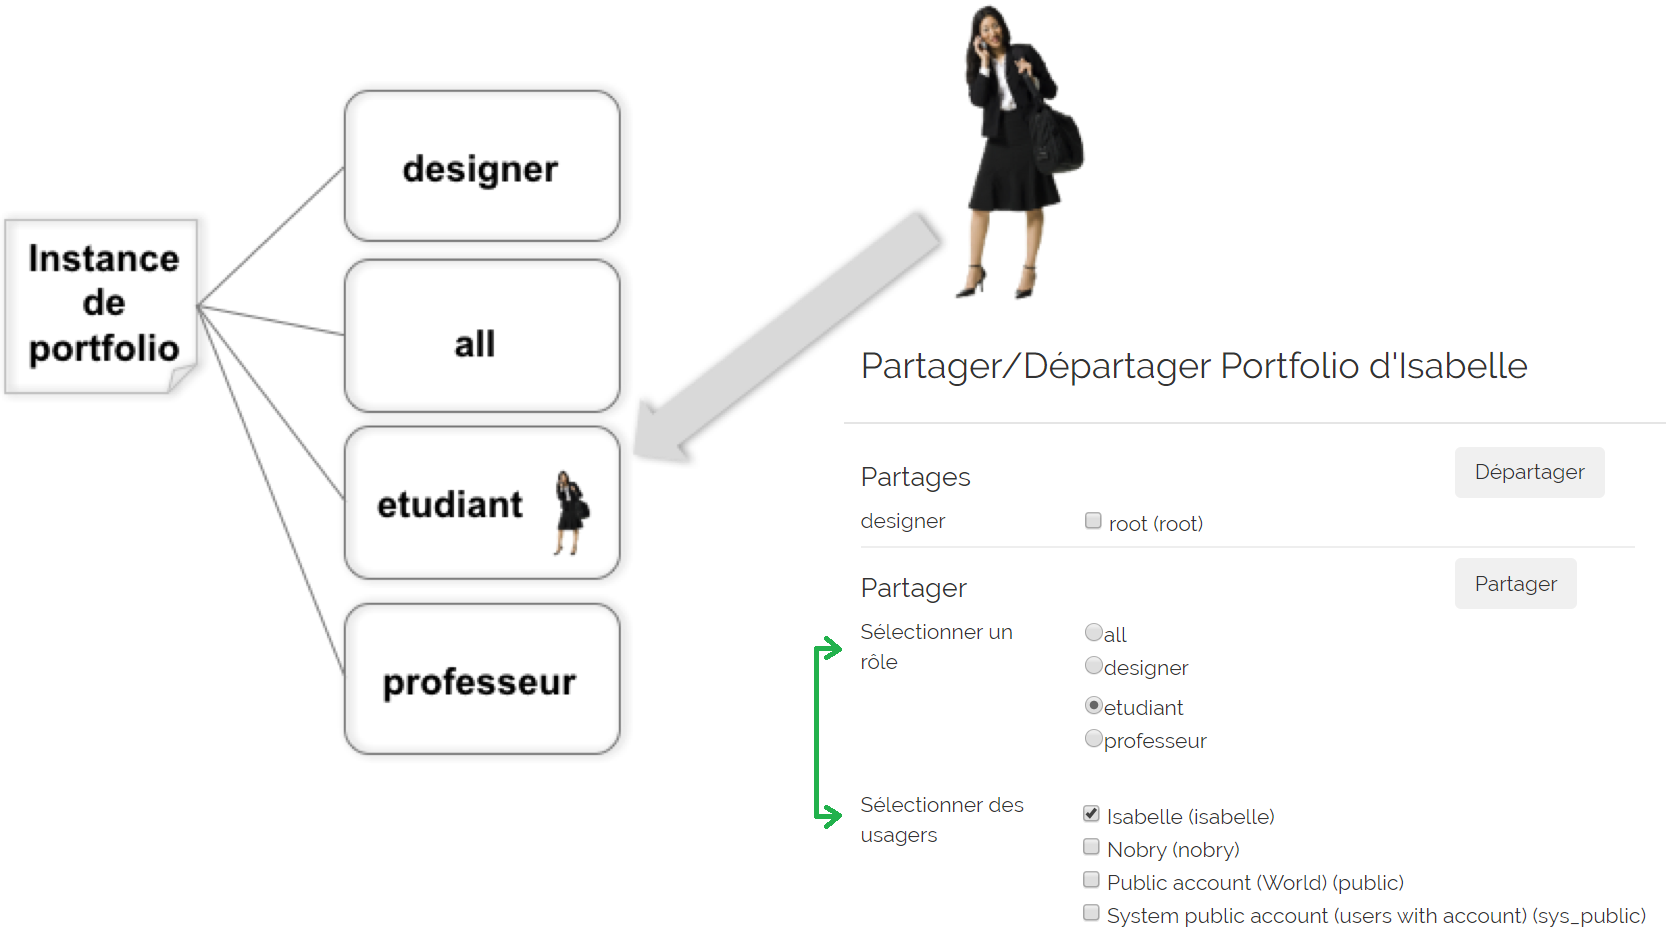 Instance
de
portfolio
designer
all
etudiant
professeur
Partager/Départager Portfolio d'Isabelle
Partages
Départager
designer
root (root)
Partager
Partager
Sélectionner un
rôle
all
designer
etudiant
professeur
Sélectionner des
usagers
Isabelle (isabelle)
Nobry (nobry)
Public account (World) (public)
System public account (users with account) (sys_public)